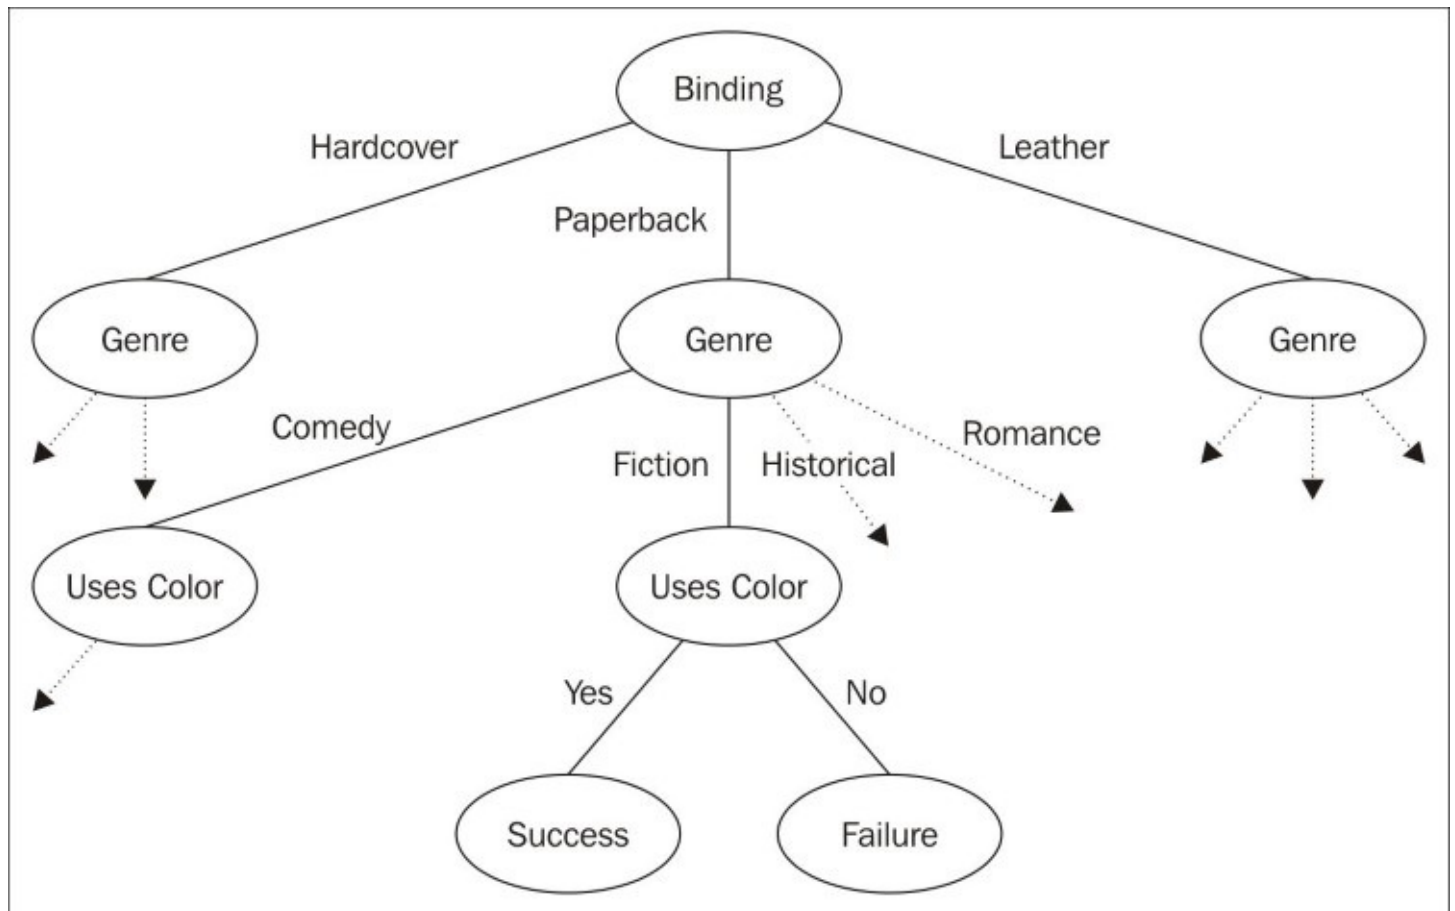 Binding
Hardcover
Leather
Paperback
Genre
Genre
Genre
Comedy
Romance
Fiction
Historical
Uses Color
Uses Color
Yes
No
Success
Failure